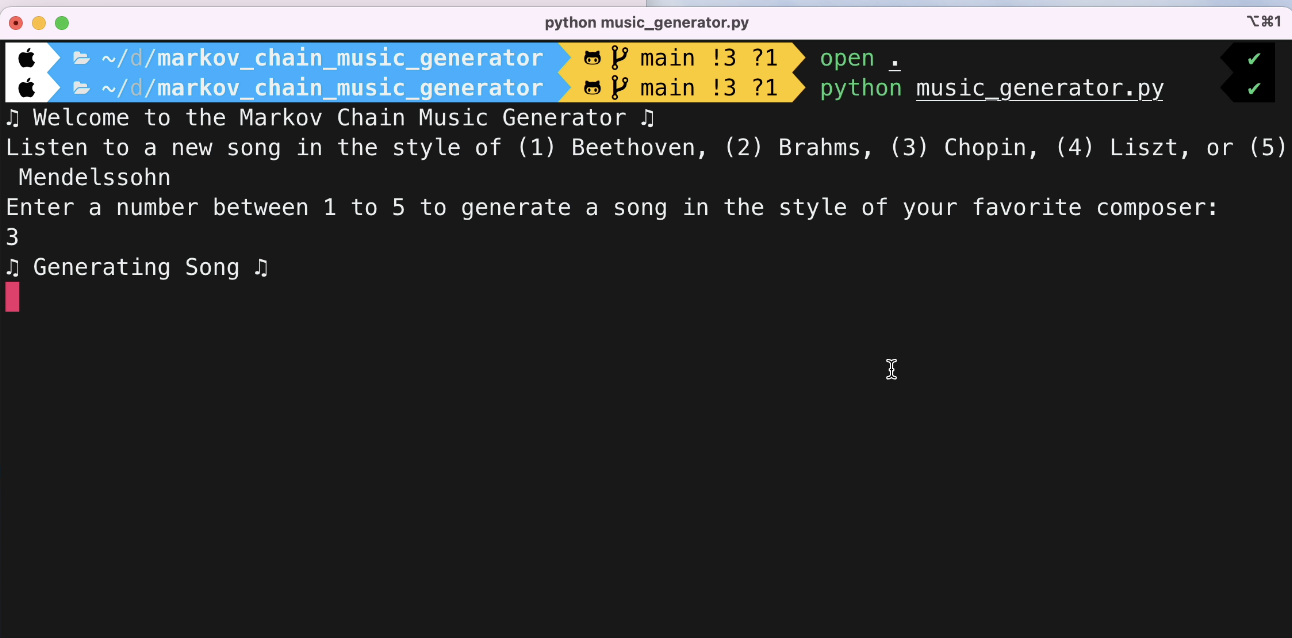 python music_generator.py
⌥⌘1
~/d/markov_chain_music_generator main !3 ?1 open . ✔
~/d/markov_chain_music_generator main !3 ?1 python music_generator.py ✔
♫ Welcome to the Markov Chain Music Generator ♫
Listen to a new song in the style of (1) Beethoven, (2) Brahms, (3) Chopin, (4) Liszt, or (5)
Mendelssohn
Enter a number between 1 to 5 to generate a song in the style of your favorite composer:
3
♫ Generating Song ♫